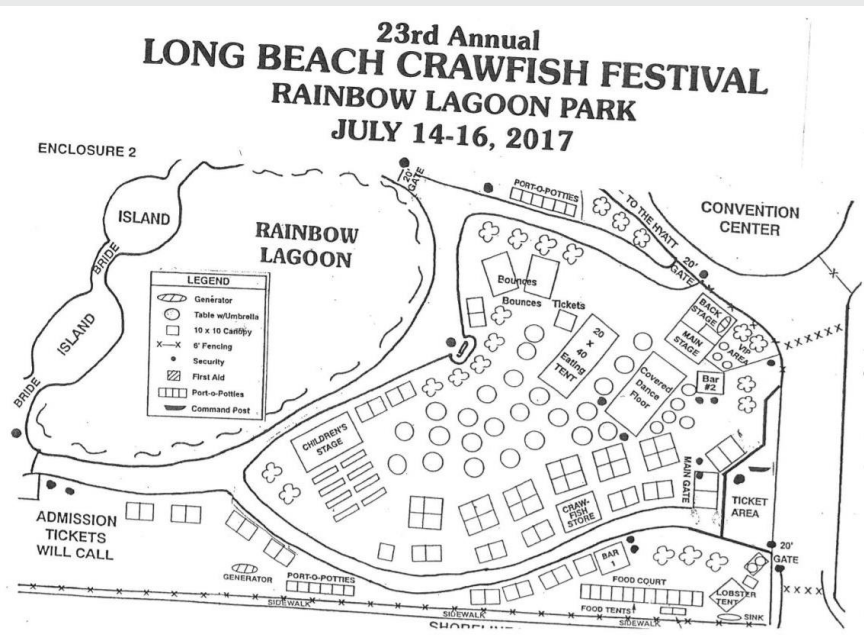 23rd Annual
LONG BEACH CRAWFISH FESTIVAL
RAINBOW LAGOON PARK
JULY 14-16, 2017
ENCLOSURE 2
20'
GATE
PORT-O-POTTIES
TO THE HYATT
CONVENTION
CENTER
ISLAND
BRIDE
ISLAND
BRIDE
RAINBOW
LAGOON
LEGEND
Generator
Table w/Umbrella
10 x 10 Canopy
6' Fencing
Security
First Aid
Port-o-Potties
Command Post
Bounces
Bounces
Tickets
20
x
40
Eating
TENT
20'
GATE
BACK
STAGE
MAIN
STAGE
VIP
AREA
Covered
Dance
Floor
Bar
#2
CHILDREN'S
STAGE
CRAW-
FISH
STORE
MAIN GATE
TICKET
AREA
20'
GATE
ADMISSION
TICKETS
WILL CALL
GENERATOR
PORT-O-POTTIES
BAR
1
FOOD COURT
FOOD TENTS
LOBSTER
TENT
SINK
SIDEWALK
SIDEWALK
SIDEWALK